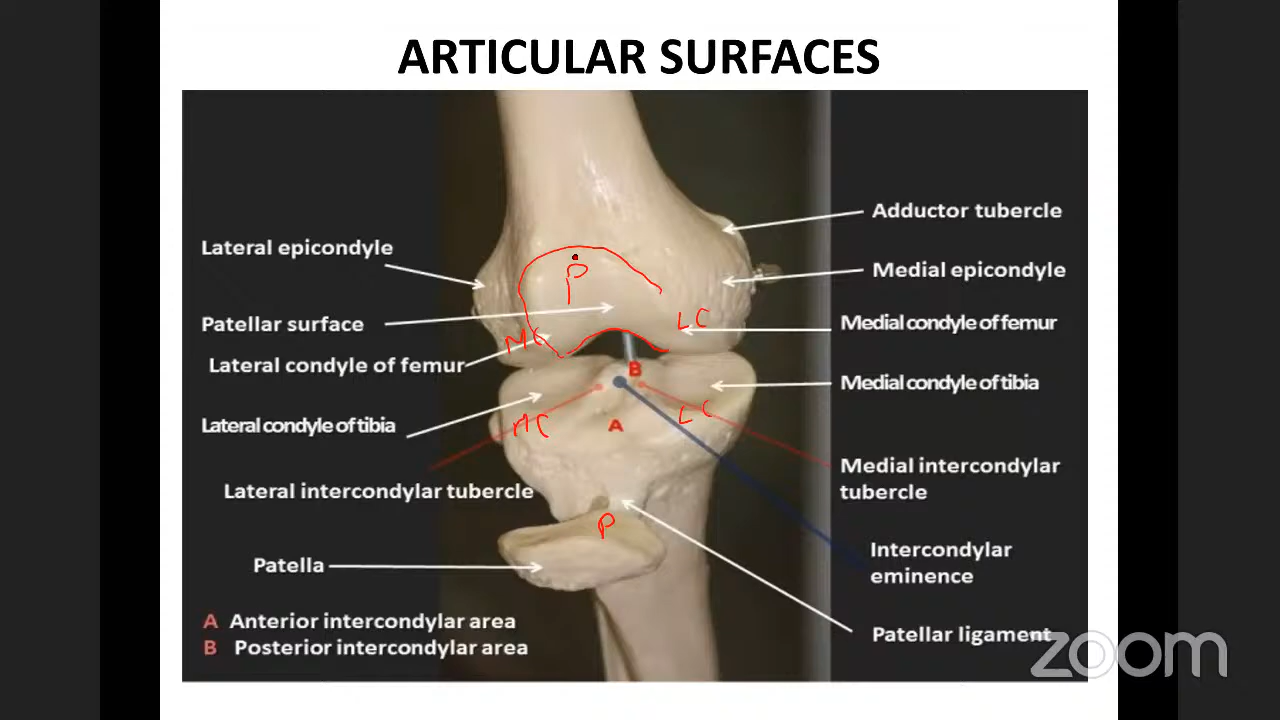 ARTICULAR SURFACES
Adductor tubercle
Lateral epicondyle
Medial epicondyle
P
Patellar surface
LC
Medial condyle of femur
MC
Lateral condyle of femur
B
Medial condyle of tibia
Lateral condyle of tibia
MC
A
LC
Medial intercondylar
tubercle
Lateral intercondylar tubercle
P
Intercondylar
eminence
Patella
A Anterior intercondylar area
B Posterior intercondylar area
Patellar ligament
zoom